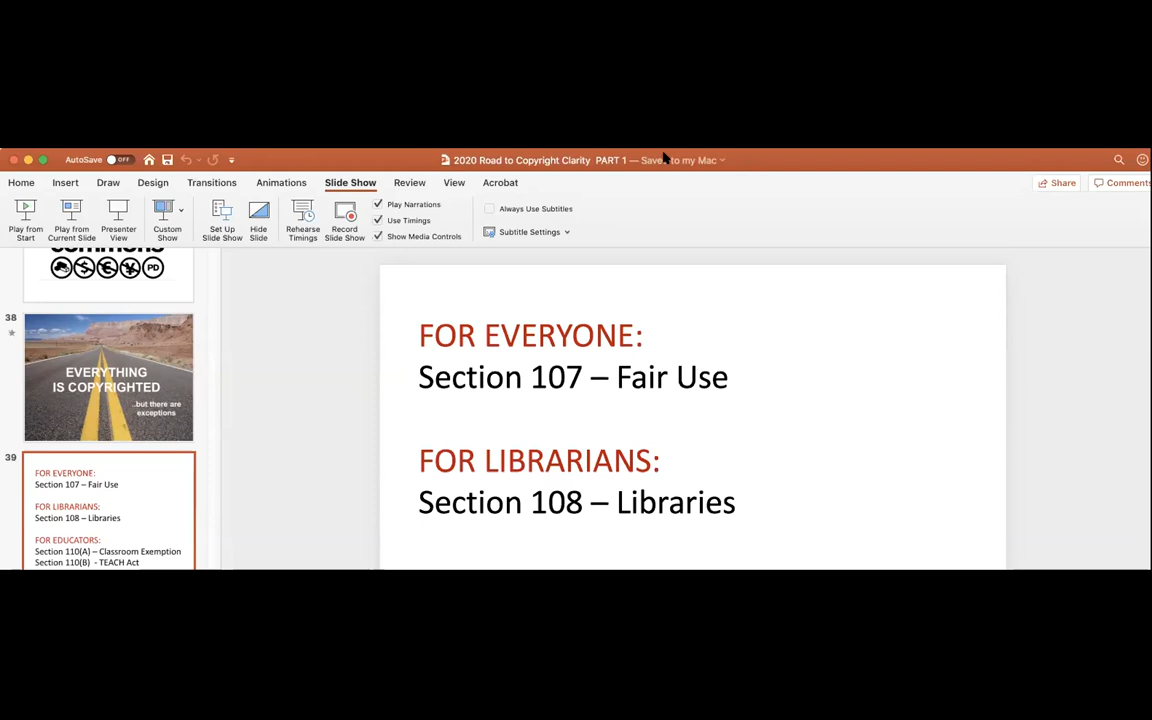 AutoSave OFF
2020 Road to Copyright Clarity PART 1 — Saved to my Mac
Home Insert Draw Design Transitions Animations Slide Show Review View Acrobat
Share Comments
Play from Start
Play from Current Slide
Presenter View
Custom Show
Set Up Slide Show
Hide Slide
Rehearse Timings
Record Slide Show
Play Narrations
Use Timings
Show Media Controls
Always Use Subtitles
Subtitle Settings
commons
$ € ¥ PD
38
EVERYTHING
IS COPYRIGHTED
..but there are
exceptions
39
FOR EVERYONE:
Section 107 – Fair Use
FOR LIBRARIANS:
Section 108 – Libraries
FOR EDUCATORS:
Section 110(A) – Classroom Exemption
Section 110(B) - TEACH Act
FOR EVERYONE:
Section 107 – Fair Use
FOR LIBRARIANS:
Section 108 – Libraries